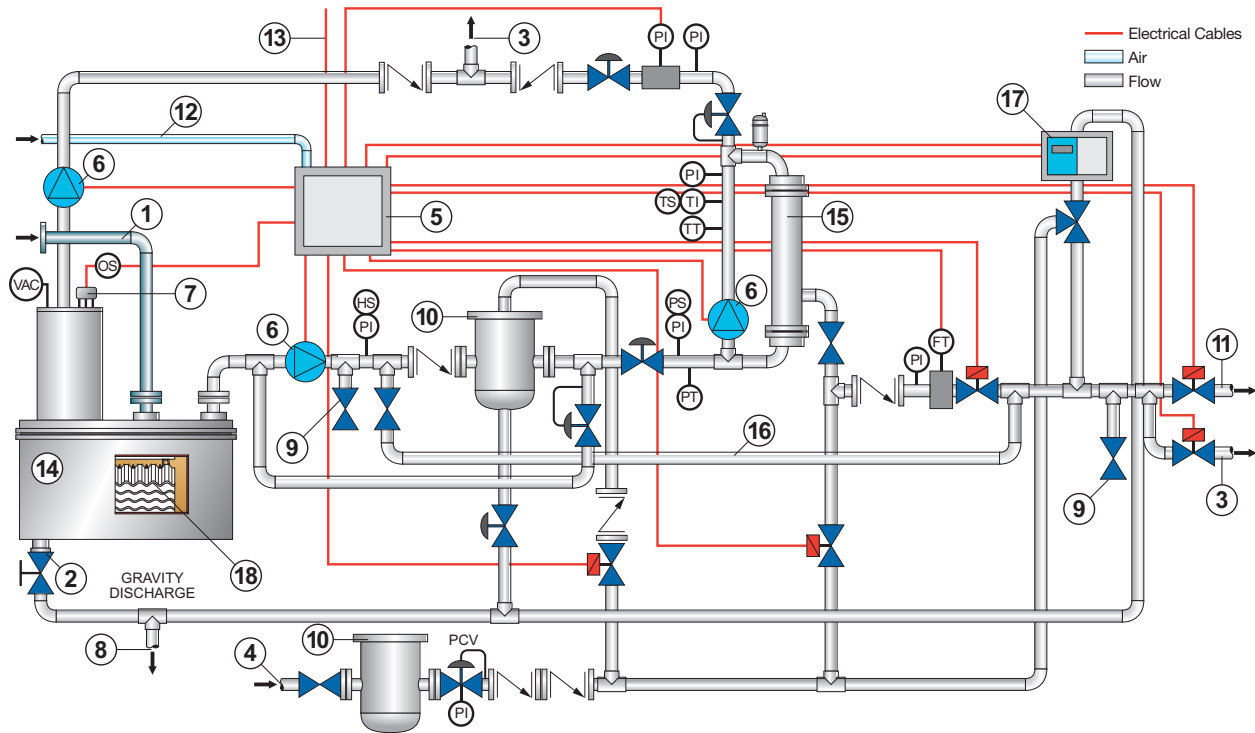 13
3
PI
PI
Electrical Cables
Air
Flow
12
17
6
PI
TS
TI
TT
5
15
1
OS
VAC
7
HS
PI
10
PS
PI
6
6
FT
PI
11
PT
9
16
14
3
9
18
2
GRAVITY
DISCHARGE
8
10
PCV
4
PI